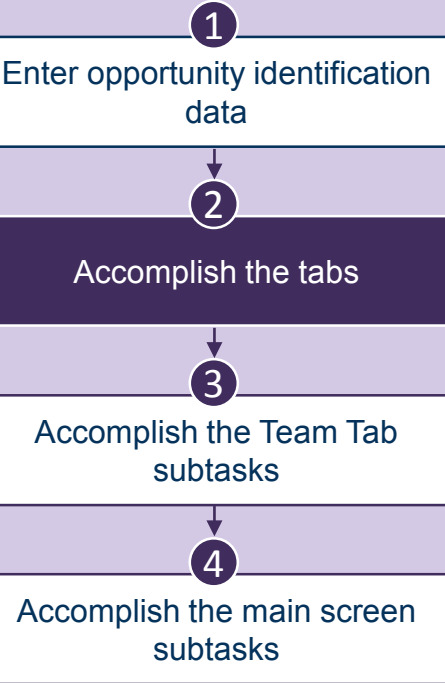 1
Enter opportunity identification
data
2
Accomplish the tabs
3
Accomplish the Team Tab
subtasks
4
Accomplish the main screen
subtasks